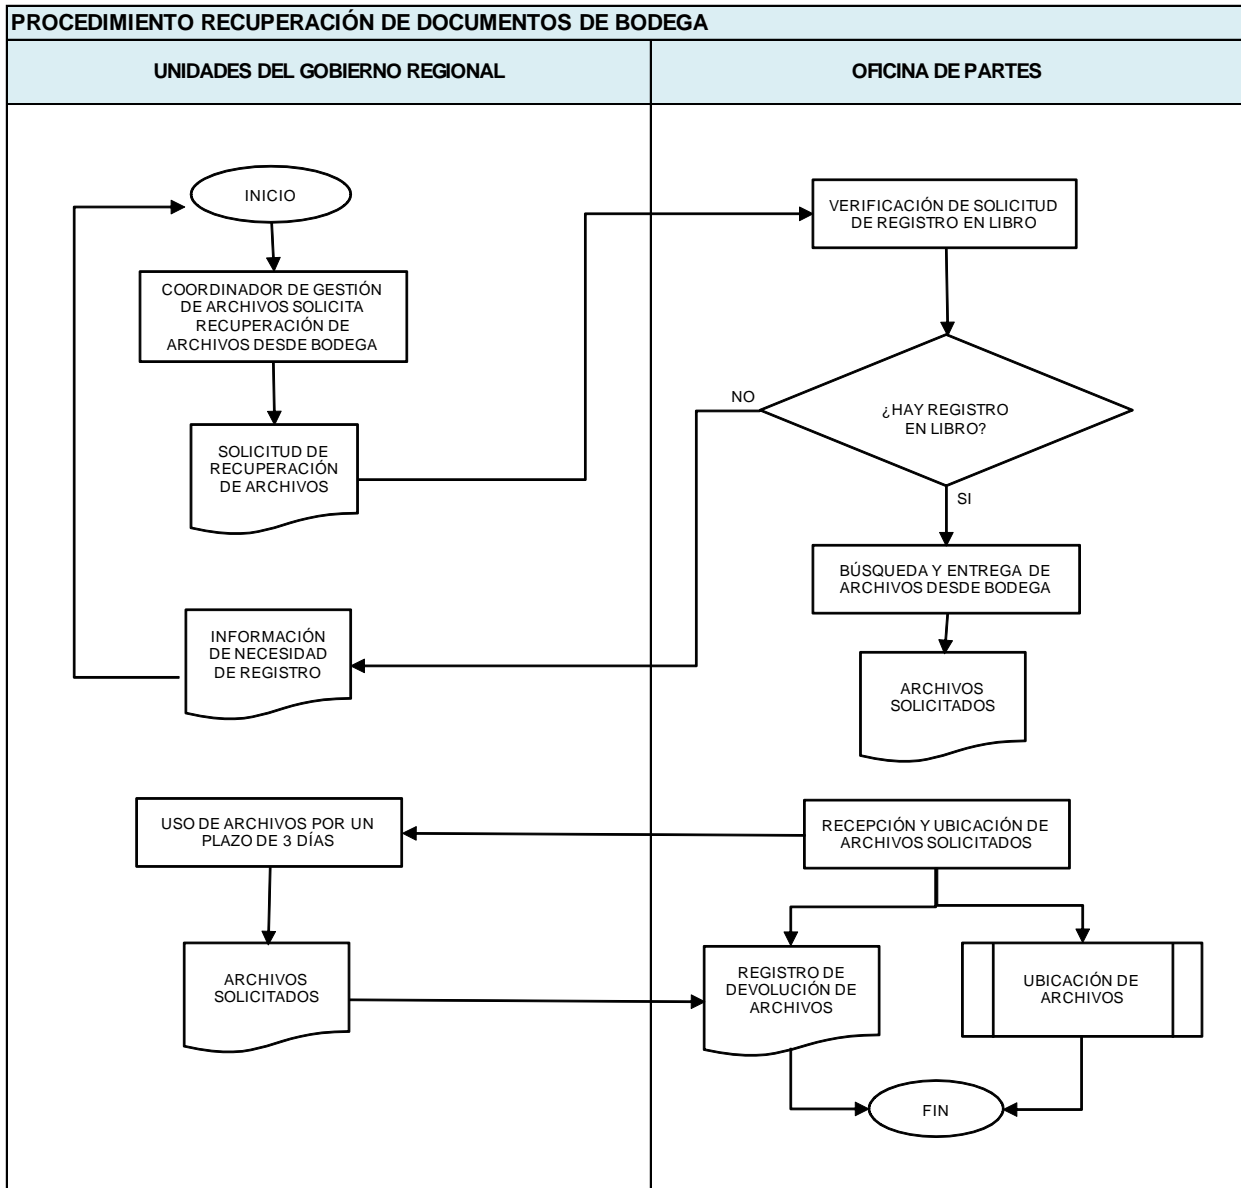 PROCEDIMIENTO RECUPERACIÓN DE DOCUMENTOS DE BODEGA
UNIDADES DEL GOBIERNO REGIONAL
OFICINA DE PARTES
INICIO
COORDINADOR DE GESTIÓN
DE ARCHIVOS SOLICITA
RECUPERACIÓN DE
ARCHIVOS DESDE BODEGA
SOLICITUD DE
RECUPERACIÓN
DE ARCHIVOS
VERIFICACIÓN DE SOLICITUD
DE REGISTRO EN LIBRO
¿HAY REGISTRO
EN LIBRO?
NO
SI
INFORMACIÓN
DE NECESIDAD
DE REGISTRO
BÚSQUEDA Y ENTREGA DE
ARCHIVOS DESDE BODEGA
ARCHIVOS
SOLICITADOS
USO DE ARCHIVOS POR UN
PLAZO DE 3 DÍAS
RECEPCIÓN Y UBICACIÓN DE
ARCHIVOS SOLICITADOS
ARCHIVOS
SOLICITADOS
REGISTRO DE
DEVOLUCIÓN DE
ARCHIVOS
UBICACIÓN DE
ARCHIVOS
FIN